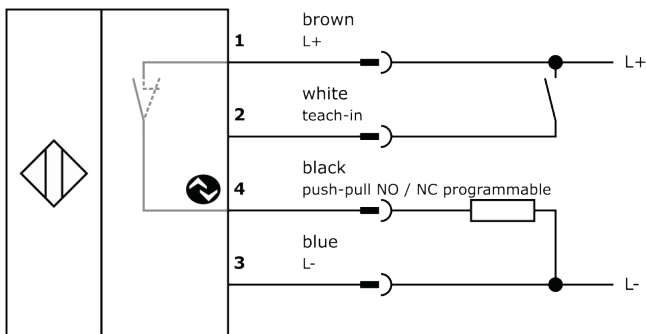 brown
1 L+ L+
white
2 teach-in
black
4 push-pull NO / NC programmable
blue
3 L- L-